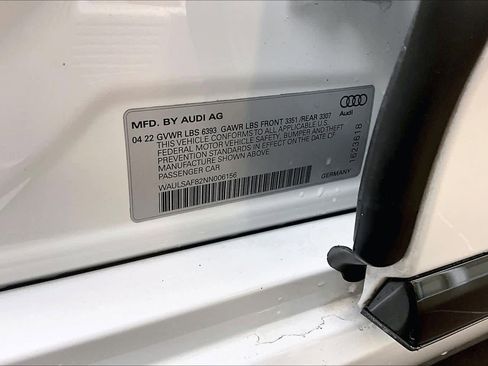 MFD. BY AUDI AG
04 22 GVWR LBS 6393 GAWR LBS FRONT 3351/REAR 3307
THIS VEHICLE CONFORMS TO ALL APPLICABLE U.S.
FEDERAL MOTOR VEHICLE SAFETY, BUMPER AND THEFT
PREVENTION STANDARDS IN EFFECT ON THE DATE OF
MANUFACTURE SHOWN ABOVE.
PASSENGER CAR
WAULSAF82NN006156
Audi
1623618
GERMANY